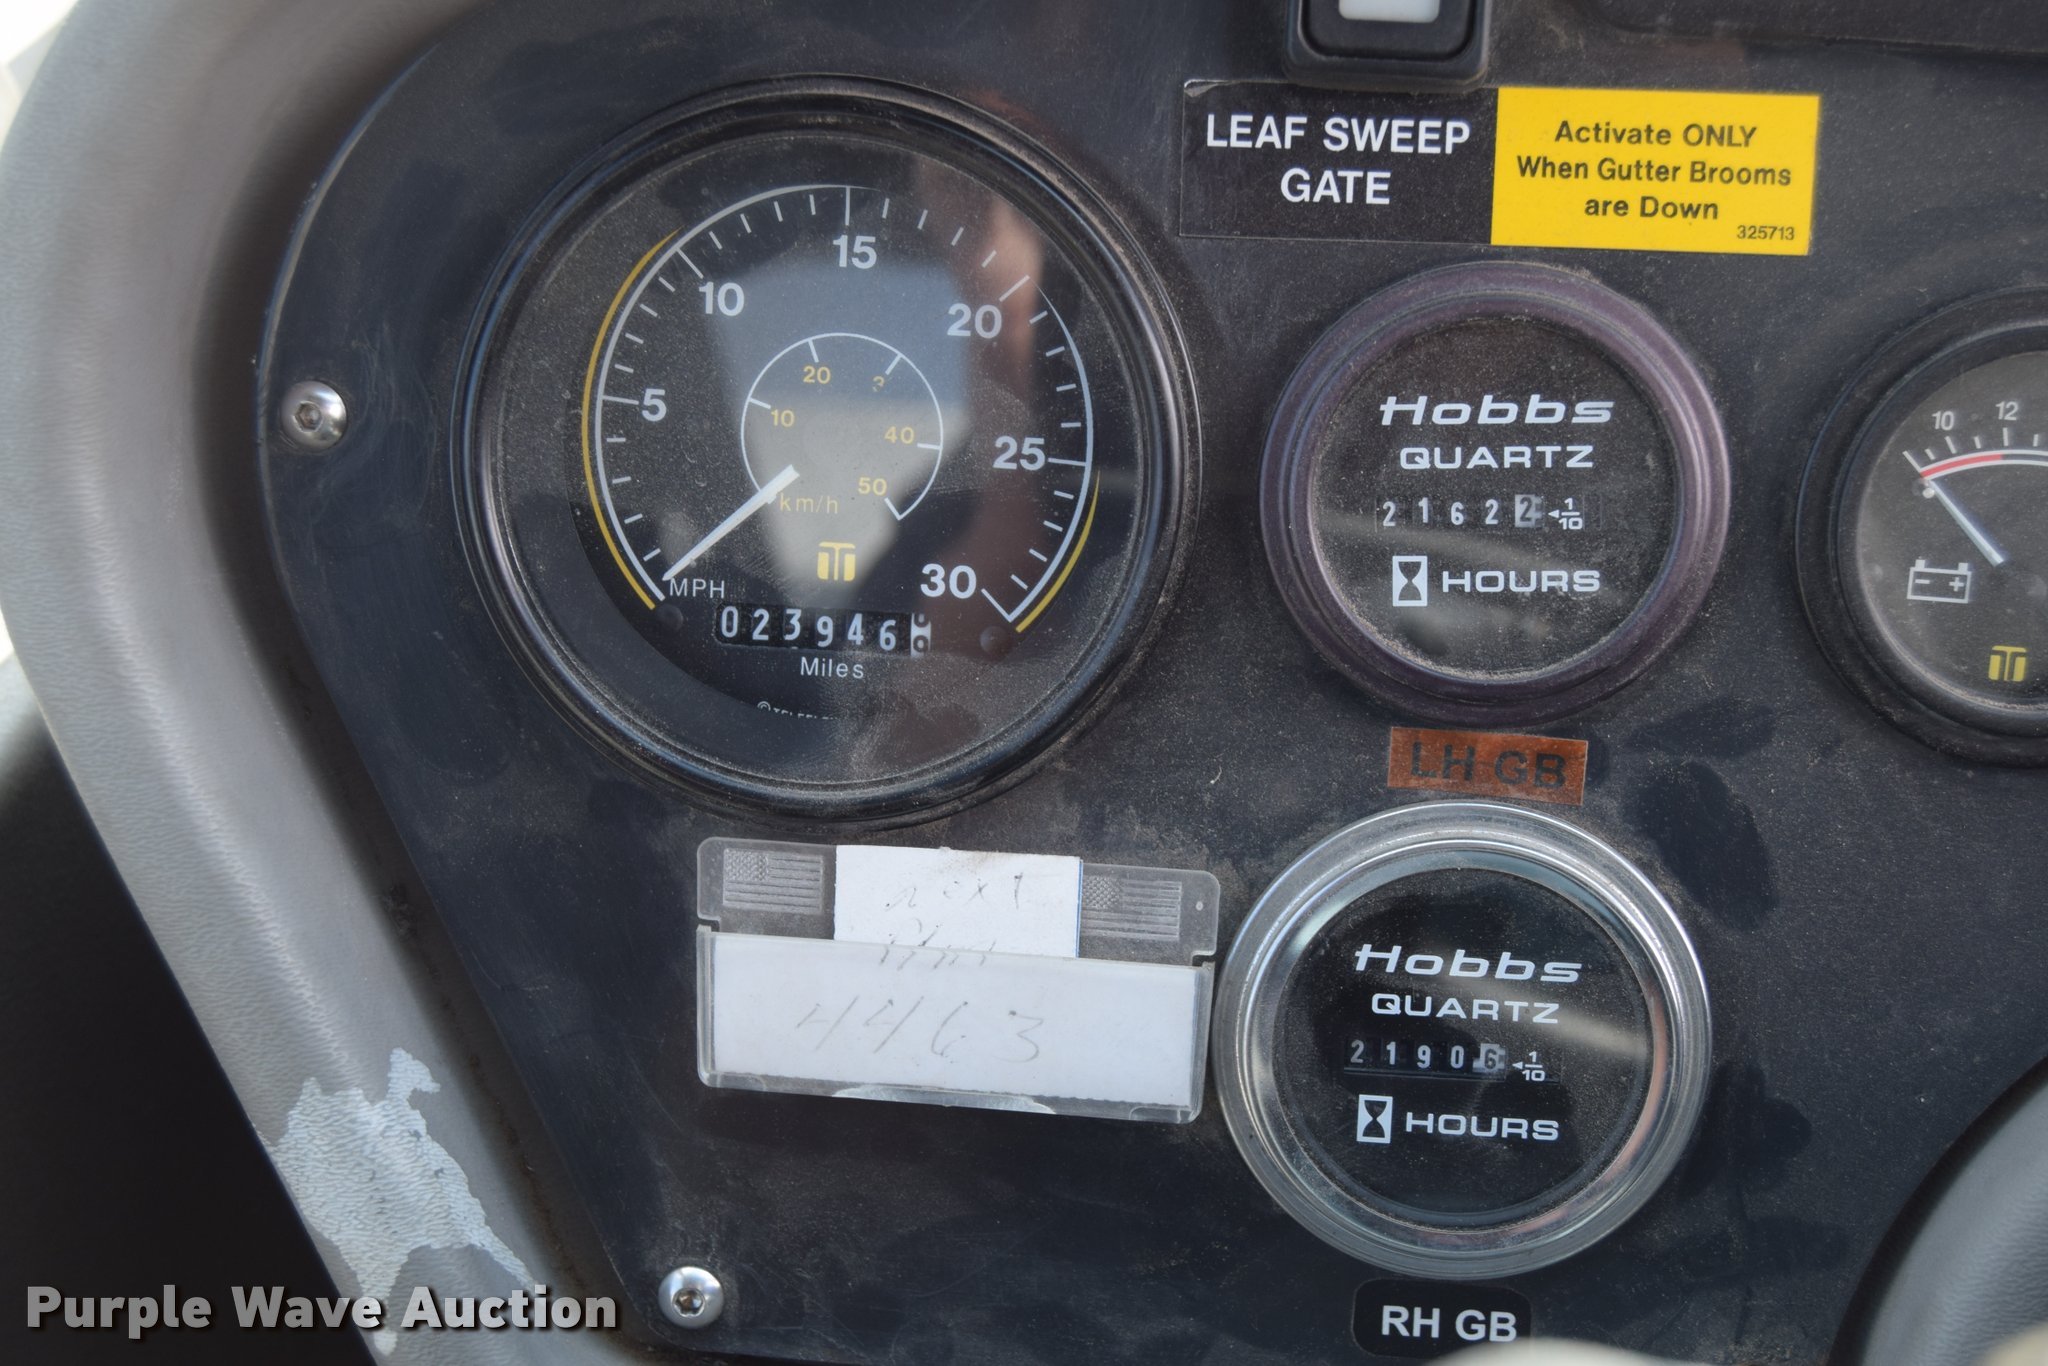 LEAF SWEEP
GATE
Activate ONLY
When Gutter Brooms
are Down
325713
5
10
15
20
25
30
10
20
40
50
km/h
MPH
023946
Miles
Hobbs
QUARTZ
21622 1/10
HOURS
10 12
LH GB
next
4463
Hobbs
QUARTZ
21906 1/10
HOURS
RH GB
Purple Wave Auction